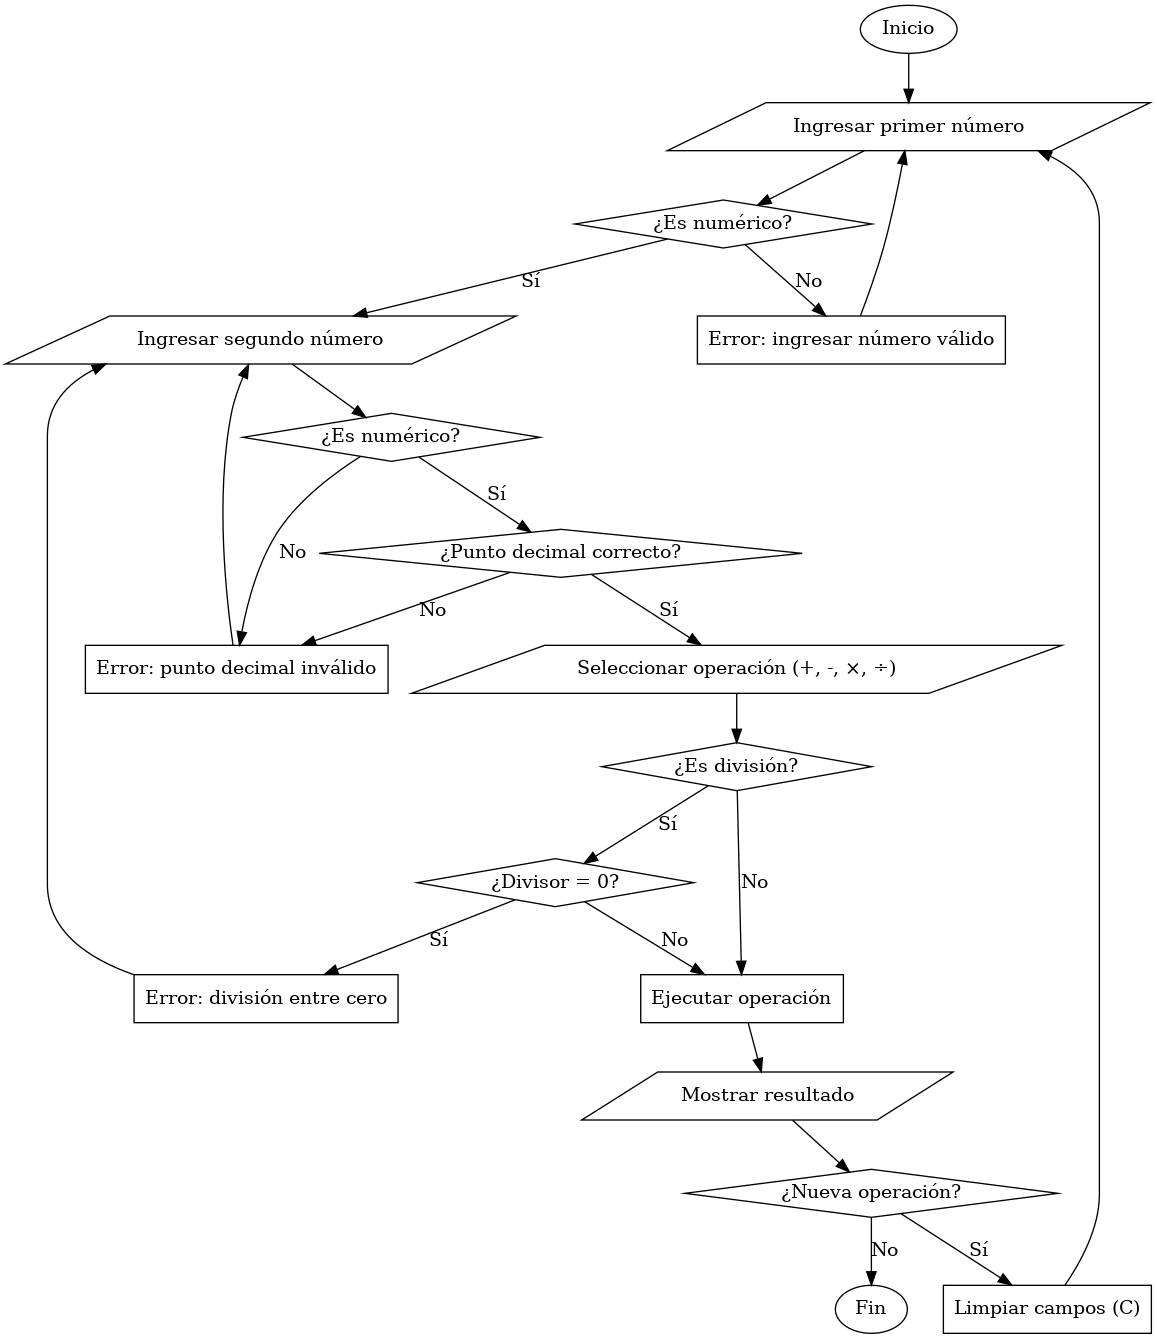 Inicio
Ingresar primer número
¿Es numérico?
Sí
No
Ingresar segundo número
Error: ingresar número válido
¿Es numérico?
Sí
No
¿Punto decimal correcto?
No
Sí
Error: punto decimal inválido
Seleccionar operación (+, -, ×, ÷)
¿Es división?
Sí
No
¿Divisor = 0?
Sí
No
Error: división entre cero
Ejecutar operación
Mostrar resultado
¿Nueva operación?
No
Sí
Fin
Limpiar campos (C)